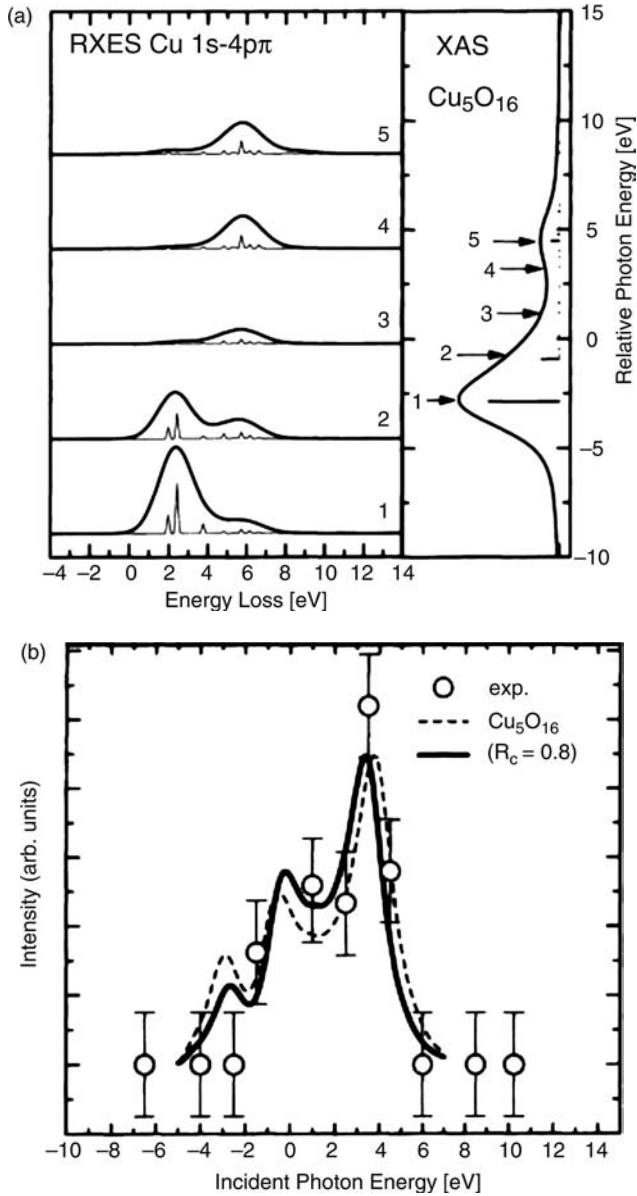 (a)
RXES Cu 1s-4pπ
XAS
Cu₅O₁₆
5
4
3
2
1
5
4
3
2
1
15
10
5
0
−5
−10
Relative Photon Energy [eV]
−4 −2 0 2 4 6 8 10 12 14
Energy Loss [eV]
(b)
exp.
Cu₅O₁₆
(R꜀ = 0.8)
Intensity (arb. units)
−10 −8 −6 −4 −2 0 2 4 6 8 10 12 14
Incident Photon Energy [eV]